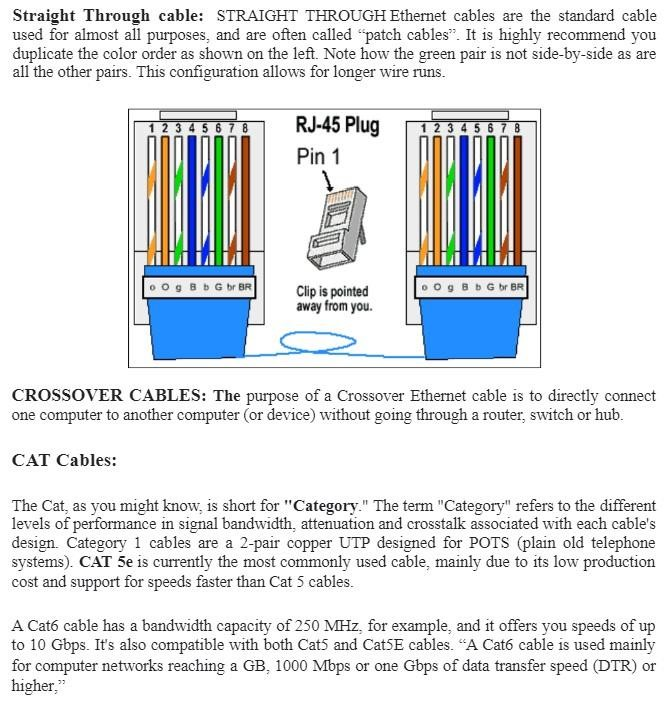 Straight Through cable: STRAIGHT THROUGH Ethernet cables are the standard cable
used for almost all purposes, and are often called “patch cables”. It is highly recommend you
duplicate the color order as shown on the left. Note how the green pair is not side-by-side as are
all the other pairs. This configuration allows for longer wire runs.
1 2 3 4 5 6 7 8
RJ-45 Plug
Pin 1
1 2 3 4 5 6 7 8
o O g B b G br BR
Clip is pointed
away from you.
o O g B b G br BR
CROSSOVER CABLES: The purpose of a Crossover Ethernet cable is to directly connect
one computer to another computer (or device) without going through a router, switch or hub.
CAT Cables:
The Cat, as you might know, is short for "Category." The term "Category" refers to the different
levels of performance in signal bandwidth, attenuation and crosstalk associated with each cable's
design. Category 1 cables are a 2-pair copper UTP designed for POTS (plain old telephone
systems). CAT 5e is currently the most commonly used cable, mainly due to its low production
cost and support for speeds faster than Cat 5 cables.
A Cat6 cable has a bandwidth capacity of 250 MHz, for example, and it offers you speeds of up
to 10 Gbps. It's also compatible with both Cat5 and Cat5E cables. “A Cat6 cable is used mainly
for computer networks reaching a GB, 1000 Mbps or one Gbps of data transfer speed (DTR) or
higher,”